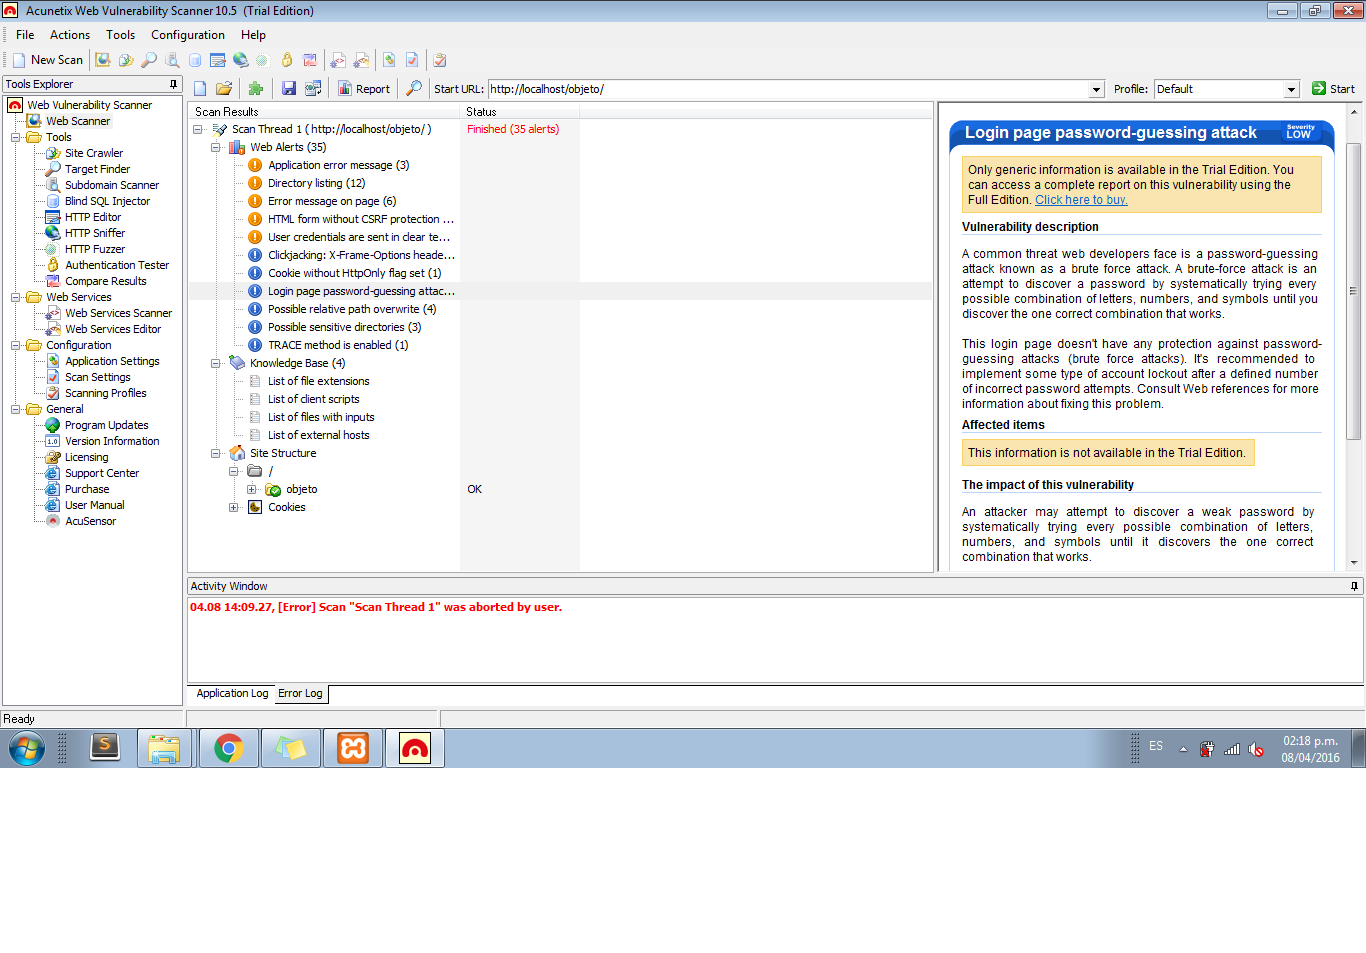 Acunetix Web Vulnerability Scanner 10.5 (Trial Edition)
File Actions Tools Configuration Help
New Scan
Tools Explorer
Web Vulnerability Scanner
Web Scanner
Tools
Site Crawler
Target Finder
Subdomain Scanner
Blind SQL Injector
HTTP Editor
HTTP Sniffer
HTTP Fuzzer
Authentication Tester
Compare Results
Web Services
Web Services Scanner
Web Services Editor
Configuration
Application Settings
Scan Settings
Scanning Profiles
General
Program Updates
1.0 Version Information
Licensing
Support Center
Purchase
User Manual
AcuSensor
Report Start URL: http://localhost/objeto/ Profile: Default Start
Scan Results Status
Scan Thread 1 ( http://localhost/objeto/ ) Finished (35 alerts)
Web Alerts (35)
Application error message (3)
Directory listing (12)
Error message on page (6)
HTML form without CSRF protection ...
User credentials are sent in clear te...
Clickjacking: X-Frame-Options heade...
Cookie without HttpOnly flag set (1)
Login page password-guessing attac...
Possible relative path overwrite (4)
Possible sensitive directories (3)
TRACE method is enabled (1)
Knowledge Base (4)
List of file extensions
List of client scripts
List of files with inputs
List of external hosts
Site Structure
/
objeto OK
Cookies
Login page password-guessing attack Severity LOW
Only generic information is available in the Trial Edition. You
can access a complete report on this vulnerability using the
Full Edition. Click here to buy.
Vulnerability description
A common threat web developers face is a password-guessing
attack known as a brute force attack. A brute-force attack is an
attempt to discover a password by systematically trying every
possible combination of letters, numbers, and symbols until you
discover the one correct combination that works.
This login page doesn't have any protection against password-
guessing attacks (brute force attacks). It's recommended to
implement some type of account lockout after a defined number
of incorrect password attempts. Consult Web references for more
information about fixing this problem.
Affected items
This information is not available in the Trial Edition.
The impact of this vulnerability
An attacker may attempt to discover a weak password by
systematically trying every possible combination of letters,
numbers, and symbols until it discovers the one correct
combination that works.
Activity Window
04.08 14:09.27, [Error] Scan "Scan Thread 1" was aborted by user.
Application Log Error Log
Ready
S
ES
02:18 p.m.
08/04/2016